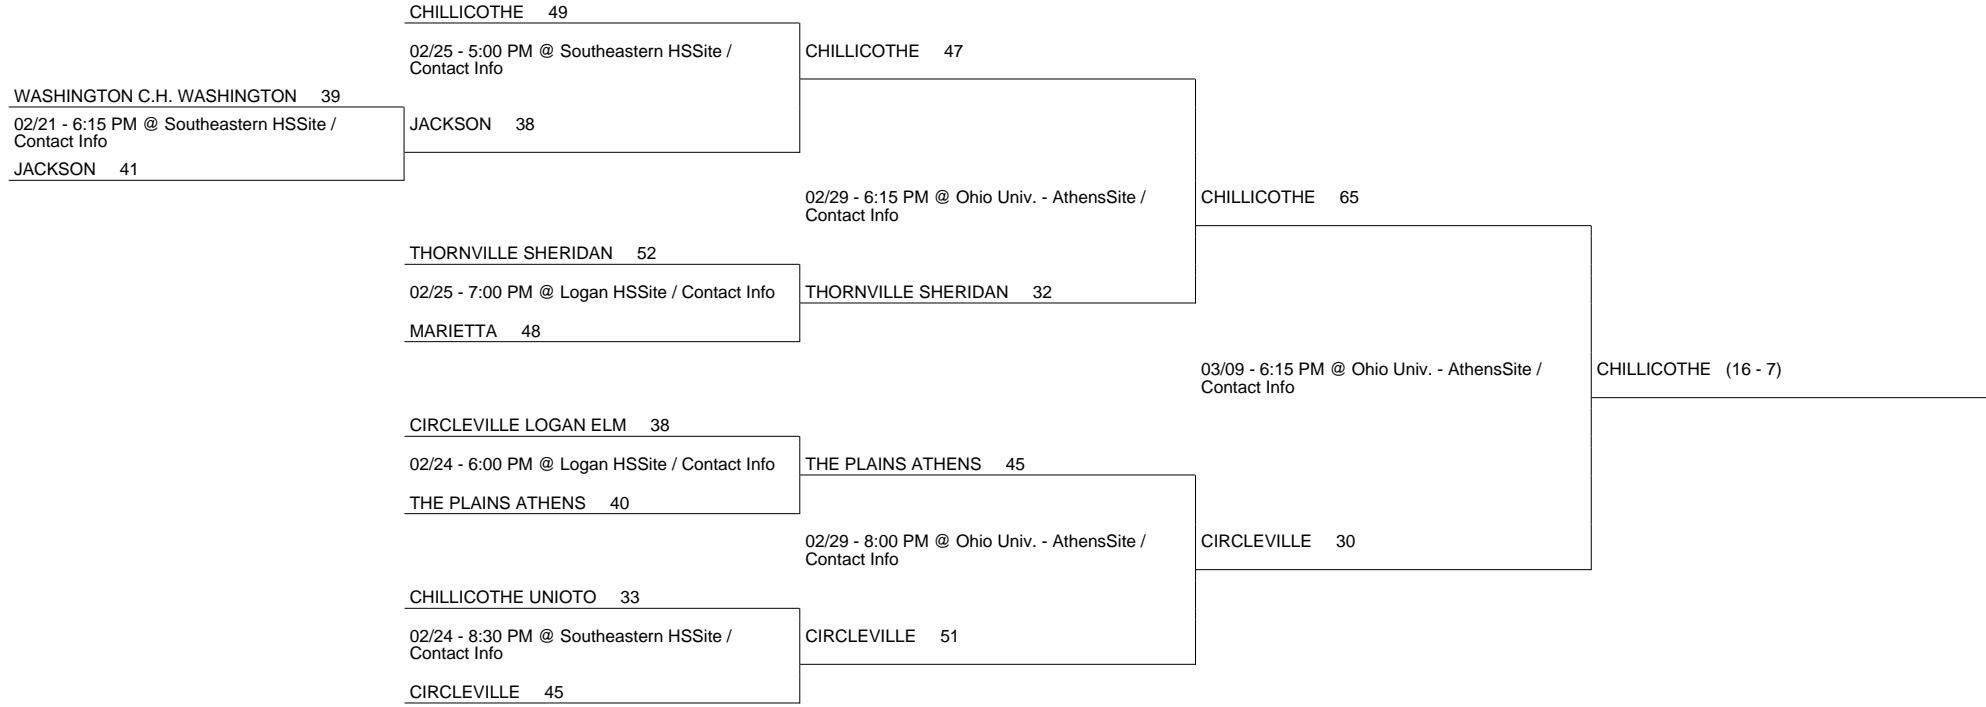 CHILLICOTHE 49
02/25 - 5:00 PM @ Southeastern HSSite /
Contact Info
CHILLICOTHE 47
WASHINGTON C.H. WASHINGTON 39
02/21 - 6:15 PM @ Southeastern HSSite /
Contact Info
JACKSON 41
JACKSON 38
02/29 - 6:15 PM @ Ohio Univ. - AthensSite /
Contact Info
CHILLICOTHE 65
THORNVILLE SHERIDAN 52
02/25 - 7:00 PM @ Logan HSSite / Contact Info
THORNVILLE SHERIDAN 32
MARIETTA 48
03/09 - 6:15 PM @ Ohio Univ. - AthensSite /
Contact Info
CHILLICOTHE (16 - 7)
CIRCLEVILLE LOGAN ELM 38
02/24 - 6:00 PM @ Logan HSSite / Contact Info
THE PLAINS ATHENS 45
THE PLAINS ATHENS 40
02/29 - 8:00 PM @ Ohio Univ. - AthensSite /
Contact Info
CIRCLEVILLE 30
CHILLICOTHE UNIOTO 33
02/24 - 8:30 PM @ Southeastern HSSite /
Contact Info
CIRCLEVILLE 51
CIRCLEVILLE 45